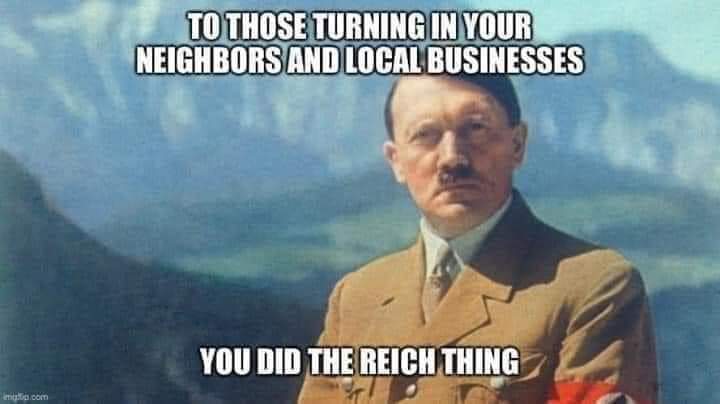 TO THOSE TURNING IN YOUR
NEIGHBORS AND LOCAL BUSINESSES
YOU DID THE REICH THING
imgflip.com